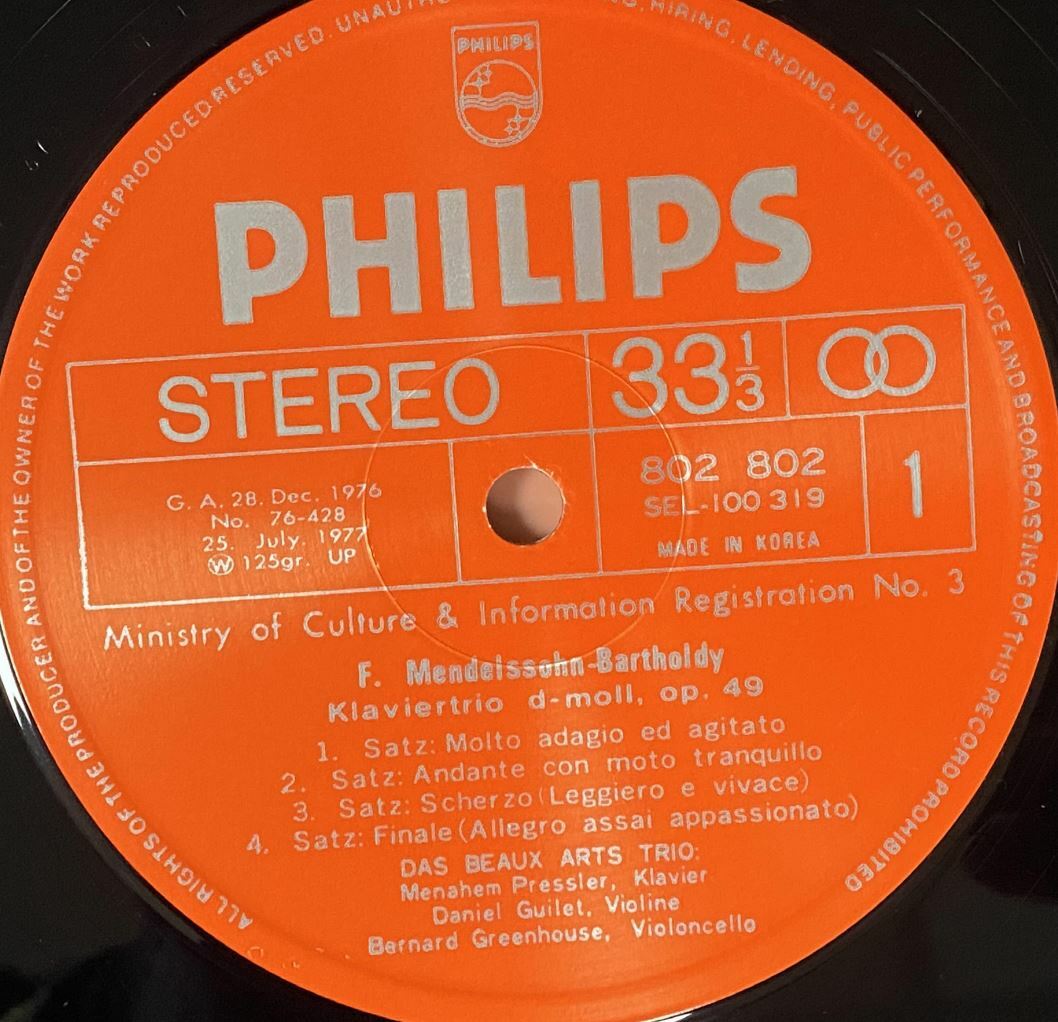 PHILIPS
PHILIPS
STEREO
33 1/3
G. A. 28. Dec. 1976
No. 76-428
25. July. 1977
Ⓦ 125gr. UP
802 802
SEL-100 319
MADE IN KOREA
1
Ministry of Culture & Information Registration No. 3
F. Mendelssohn-Bartholdy
Klaviertrio d-moll, op. 49
1. Satz: Molto adagio ed agitato
2. Satz: Andante con moto tranquillo
3. Satz: Scherzo (Leggiero e vivace)
4. Satz: Finale (Allegro assai appassionato)
DAS BEAUX ARTS TRIO:
Menahem Pressler, Klavier
Daniel Guilet, Violine
Bernard Greenhouse, Violoncello
ALL RIGHTS OF THE PRODUCER AND OF THE OWNER OF THE WORK REPRODUCED RESERVED. HIRING, LENDING, PUBLIC PERFORMANCE AND BROADCASTING OF THIS RECORD PROHIBITED